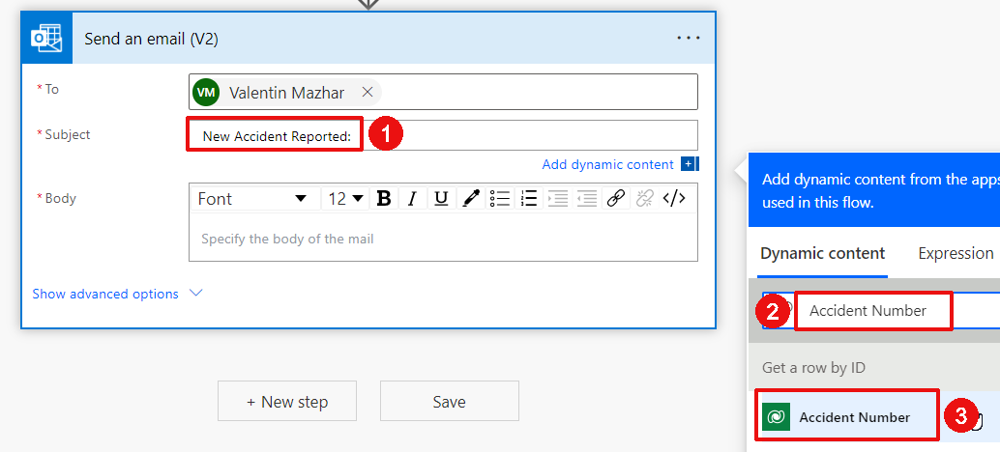 Send an email (V2)
...
* To
VM Valentin Mazhar ×
* Subject
New Accident Reported:
1
Add dynamic content
* Body
Font 12 B I U </>
Specify the body of the mail
Show advanced options
+ New step
Save
Add dynamic content from the apps
used in this flow.
Dynamic content Expression
2 Accident Number
Get a row by ID
Accident Number 3